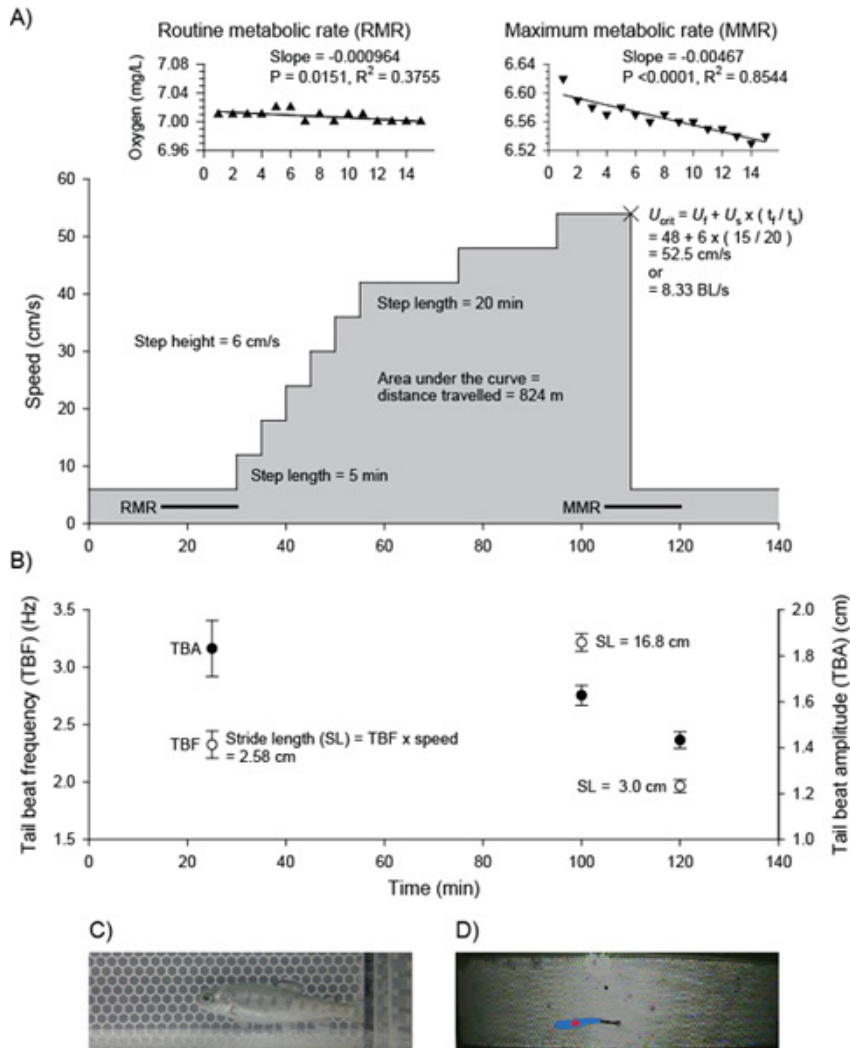 A)
Routine metabolic rate (RMR)
Slope = -0.000964
P = 0.0151, R² = 0.3755
Oxygen (mg/L)
7.08
7.04
7.00
6.96
0 2 4 6 8 10 12 14
Maximum metabolic rate (MMR)
Slope = -0.00467
P <0.0001, R² = 0.8544
6.64
6.60
6.56
6.52
0 2 4 6 8 10 12 14
Speed (cm/s)
60
50
40
30
20
10
0
Ucrit = Uf + Us x ( tf / ts)
= 48 + 6 x ( 15 / 20 )
= 52.5 cm/s
or
= 8.33 BL/s
Step length = 20 min
Step height = 6 cm/s
Area under the curve =
distance travelled = 824 m
Step length = 5 min
RMR
MMR
0 20 40 60 80 100 120 140
B)
Tail beat frequency (TBF) (Hz)
3.5
3.0
2.5
2.0
1.5
TBA
TBF
Stride length (SL) = TBF x speed
= 2.58 cm
SL = 16.8 cm
SL = 3.0 cm
2.0
1.8
1.6
1.4
1.2
1.0
Tail beat amplitude (TBA) (cm)
0 20 40 60 80 100 120 140
Time (min)
C)
D)